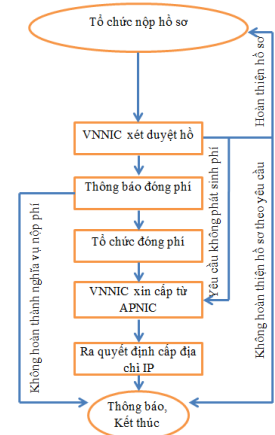 Tổ chức nộp hồ sơ
VNNIC xét duyệt hồ
Thông báo đóng phí
Tổ chức đóng phí
VNNIC xin cấp từ
APNIC
Ra quyết định cấp địa
chỉ IP
Thông báo,
Kết thúc
Không hoàn thành nghĩa vụ nộp phí
Yêu cầu không phát sinh phí
Hoàn thiện hồ sơ
Không hoàn thiện hồ sơ theo yêu cầu